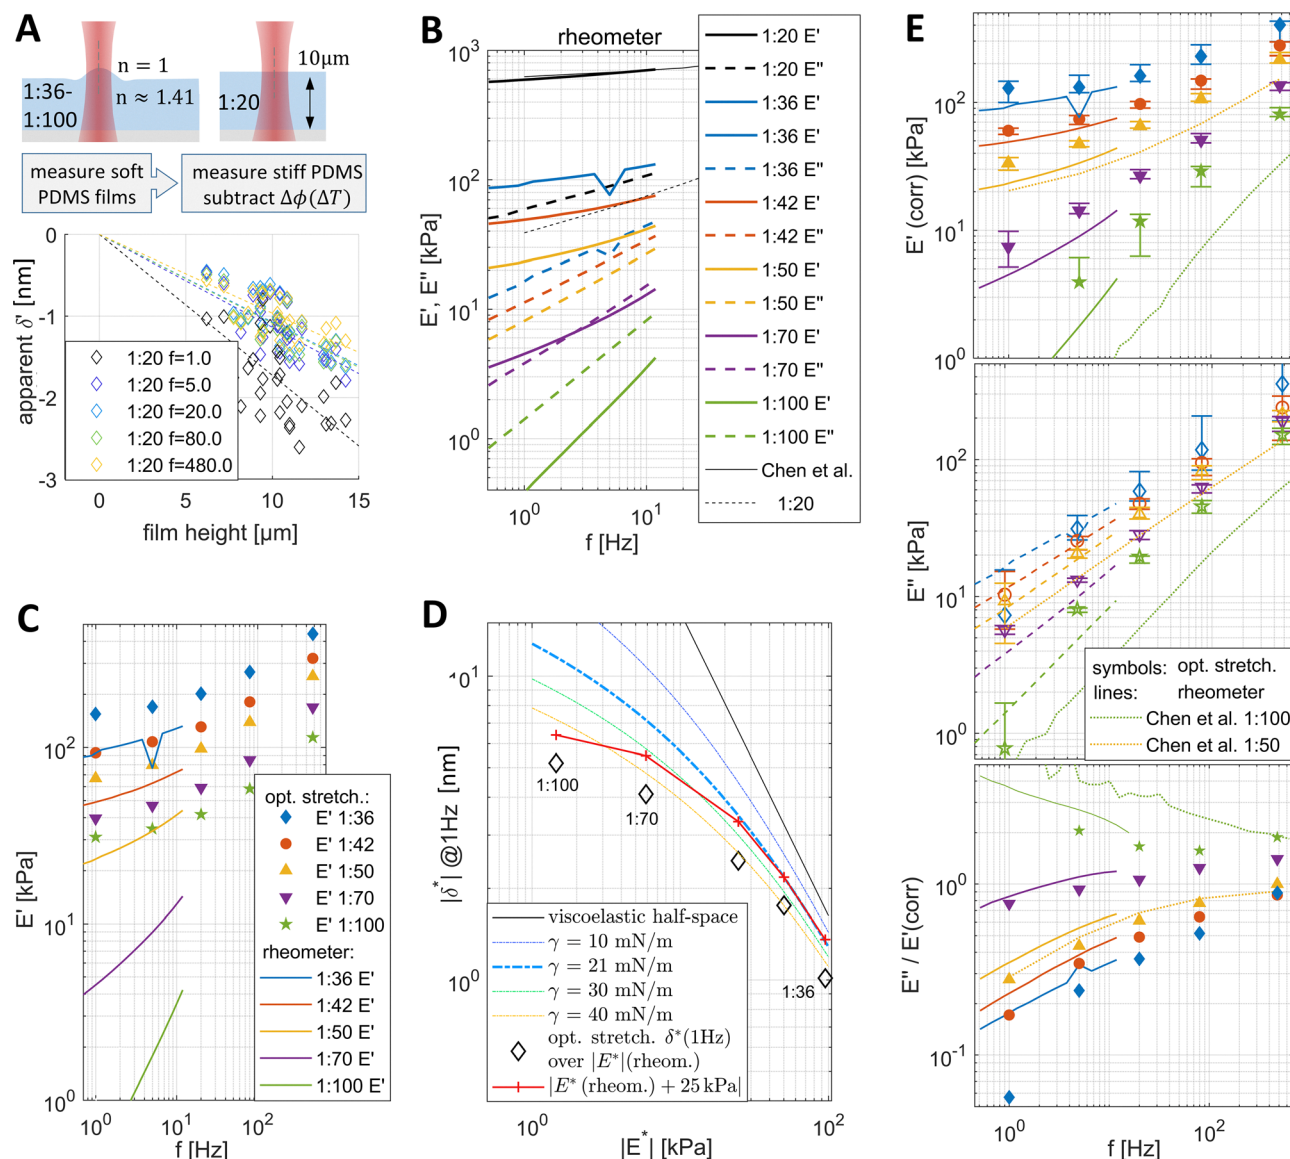 A
n = 1
n ≈ 1.41
1:36-
1:100
1:20
10μm
measure soft
PDMS films
measure stiff PDMS
subtract Δϕ(ΔT)
0
-1
-2
-3
apparent δ' [nm]
1:20 f=1.0
1:20 f=5.0
1:20 f=20.0
1:20 f=80.0
1:20 f=480.0
0
5
10
15
film height [μm]
B
rheometer
10³
10²
10¹
10⁰
E', E" [kPa]
10⁰
10¹
f [Hz]
1:20 E'
1:20 E"
1:36 E'
1:36 E'
1:36 E"
1:42 E'
1:42 E"
1:50 E'
1:50 E"
1:70 E'
1:70 E"
1:100 E'
1:100 E"
Chen et al.
1:20
C
10²
10¹
10⁰
E' [kPa]
10⁰
10¹
10²
f [Hz]
opt. stretch.:
E' 1:36
E' 1:42
E' 1:50
E' 1:70
E' 1:100
rheometer:
1:36 E'
1:42 E'
1:50 E'
1:70 E'
1:100 E'
D
10¹
10⁰
|δ*| @1Hz [nm]
1:100
1:70
1:36
viscoelastic half-space
γ = 10 mN/m
γ = 21 mN/m
γ = 30 mN/m
γ = 40 mN/m
opt. stretch. δ*(1Hz)
over |E*|(rheom.)
|E*(rheom.) + 25 kPa|
10⁰
10¹
10²
|E*| [kPa]
E
10²
10¹
10⁰
E' (corr) [kPa]
10²
10¹
10⁰
E" [kPa]
symbols: opt. stretch.
lines: rheometer
Chen et al. 1:100
Chen et al. 1:50
10⁰
10⁻¹
E" / E'(corr)
10⁰
10²
f [Hz]